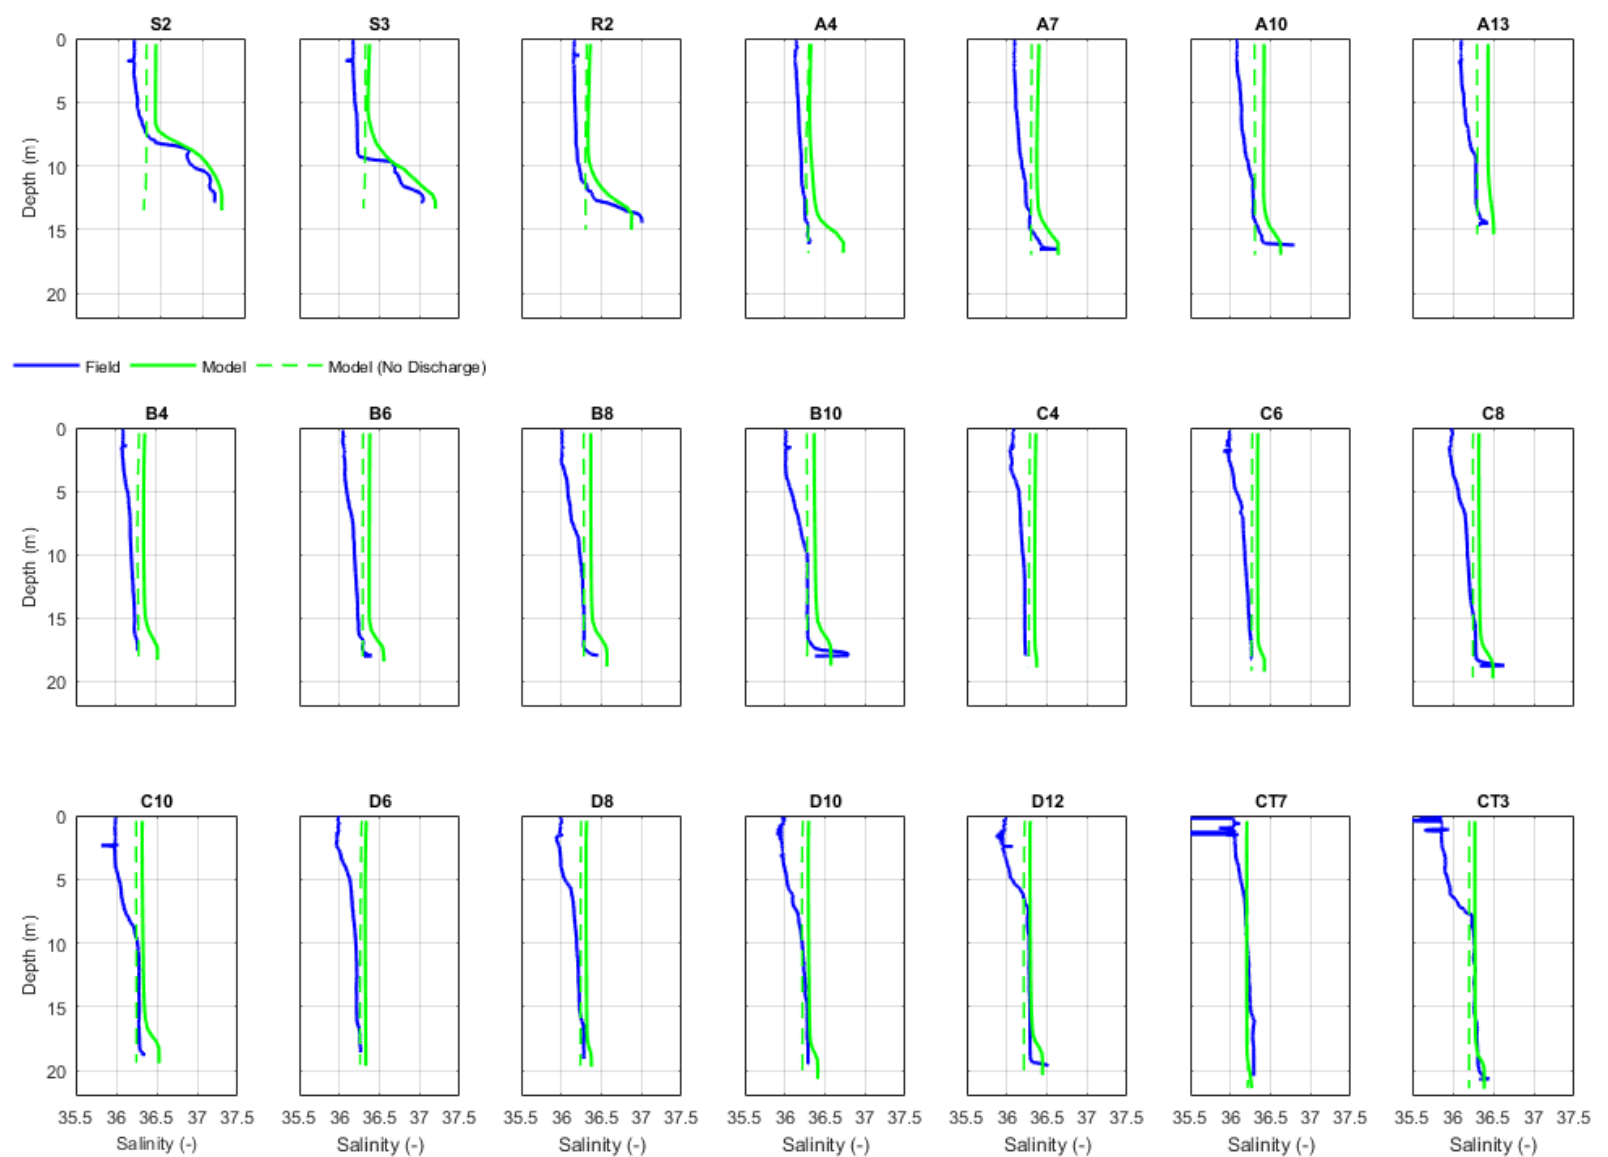 S2 S3 R2 A4 A7 A10 A13
0
5
10
15
20
Depth (m)
Field Model Model (No Discharge)
B4 B6 B8 B10 C4 C6 C8
0
5
10
15
20
Depth (m)
C10 D6 D8 D10 D12 CT7 CT3
0
5
10
15
20
Depth (m)
35.5 36 36.5 37 37.5 35.5 36 36.5 37 37.5 35.5 36 36.5 37 37.5 35.5 36 36.5 37 37.5 35.5 36 36.5 37 37.5 35.5 36 36.5 37 37.5 35.5 36 36.5 37 37.5
Salinity (-) Salinity (-) Salinity (-) Salinity (-) Salinity (-) Salinity (-) Salinity (-)